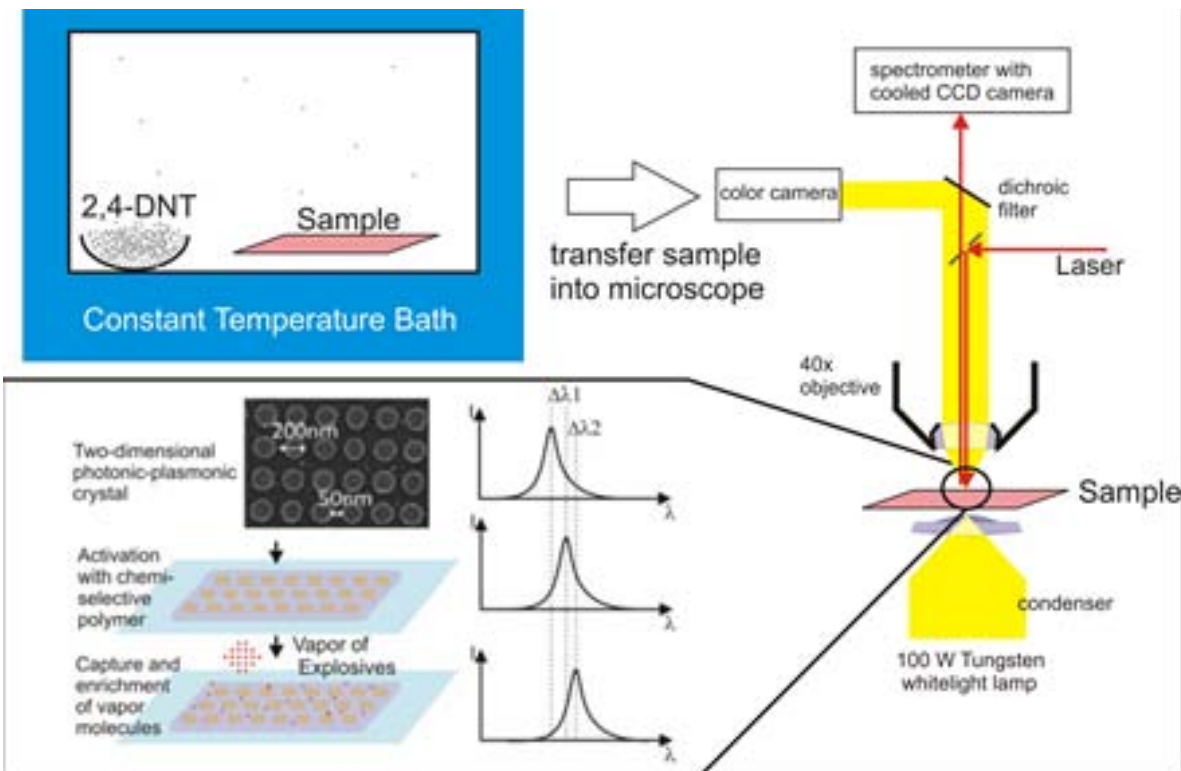 2,4-DNT
Sample
Constant Temperature Bath
transfer sample
into microscope
spectrometer with
cooled CCD camera
color camera
dichroic
filter
Laser
40x
objective
Sample
condenser
100 W Tungsten
whitelight lamp
Two-dimensional
photonic-plasmonic
crystal
200nm
50nm
Activation
with chemi-
selective
polymer
Vapor of
Explosives
Capture and
enrichment
of vapor
molecules
Δλ1
Δλ2
I
λ
I
λ
I
λ